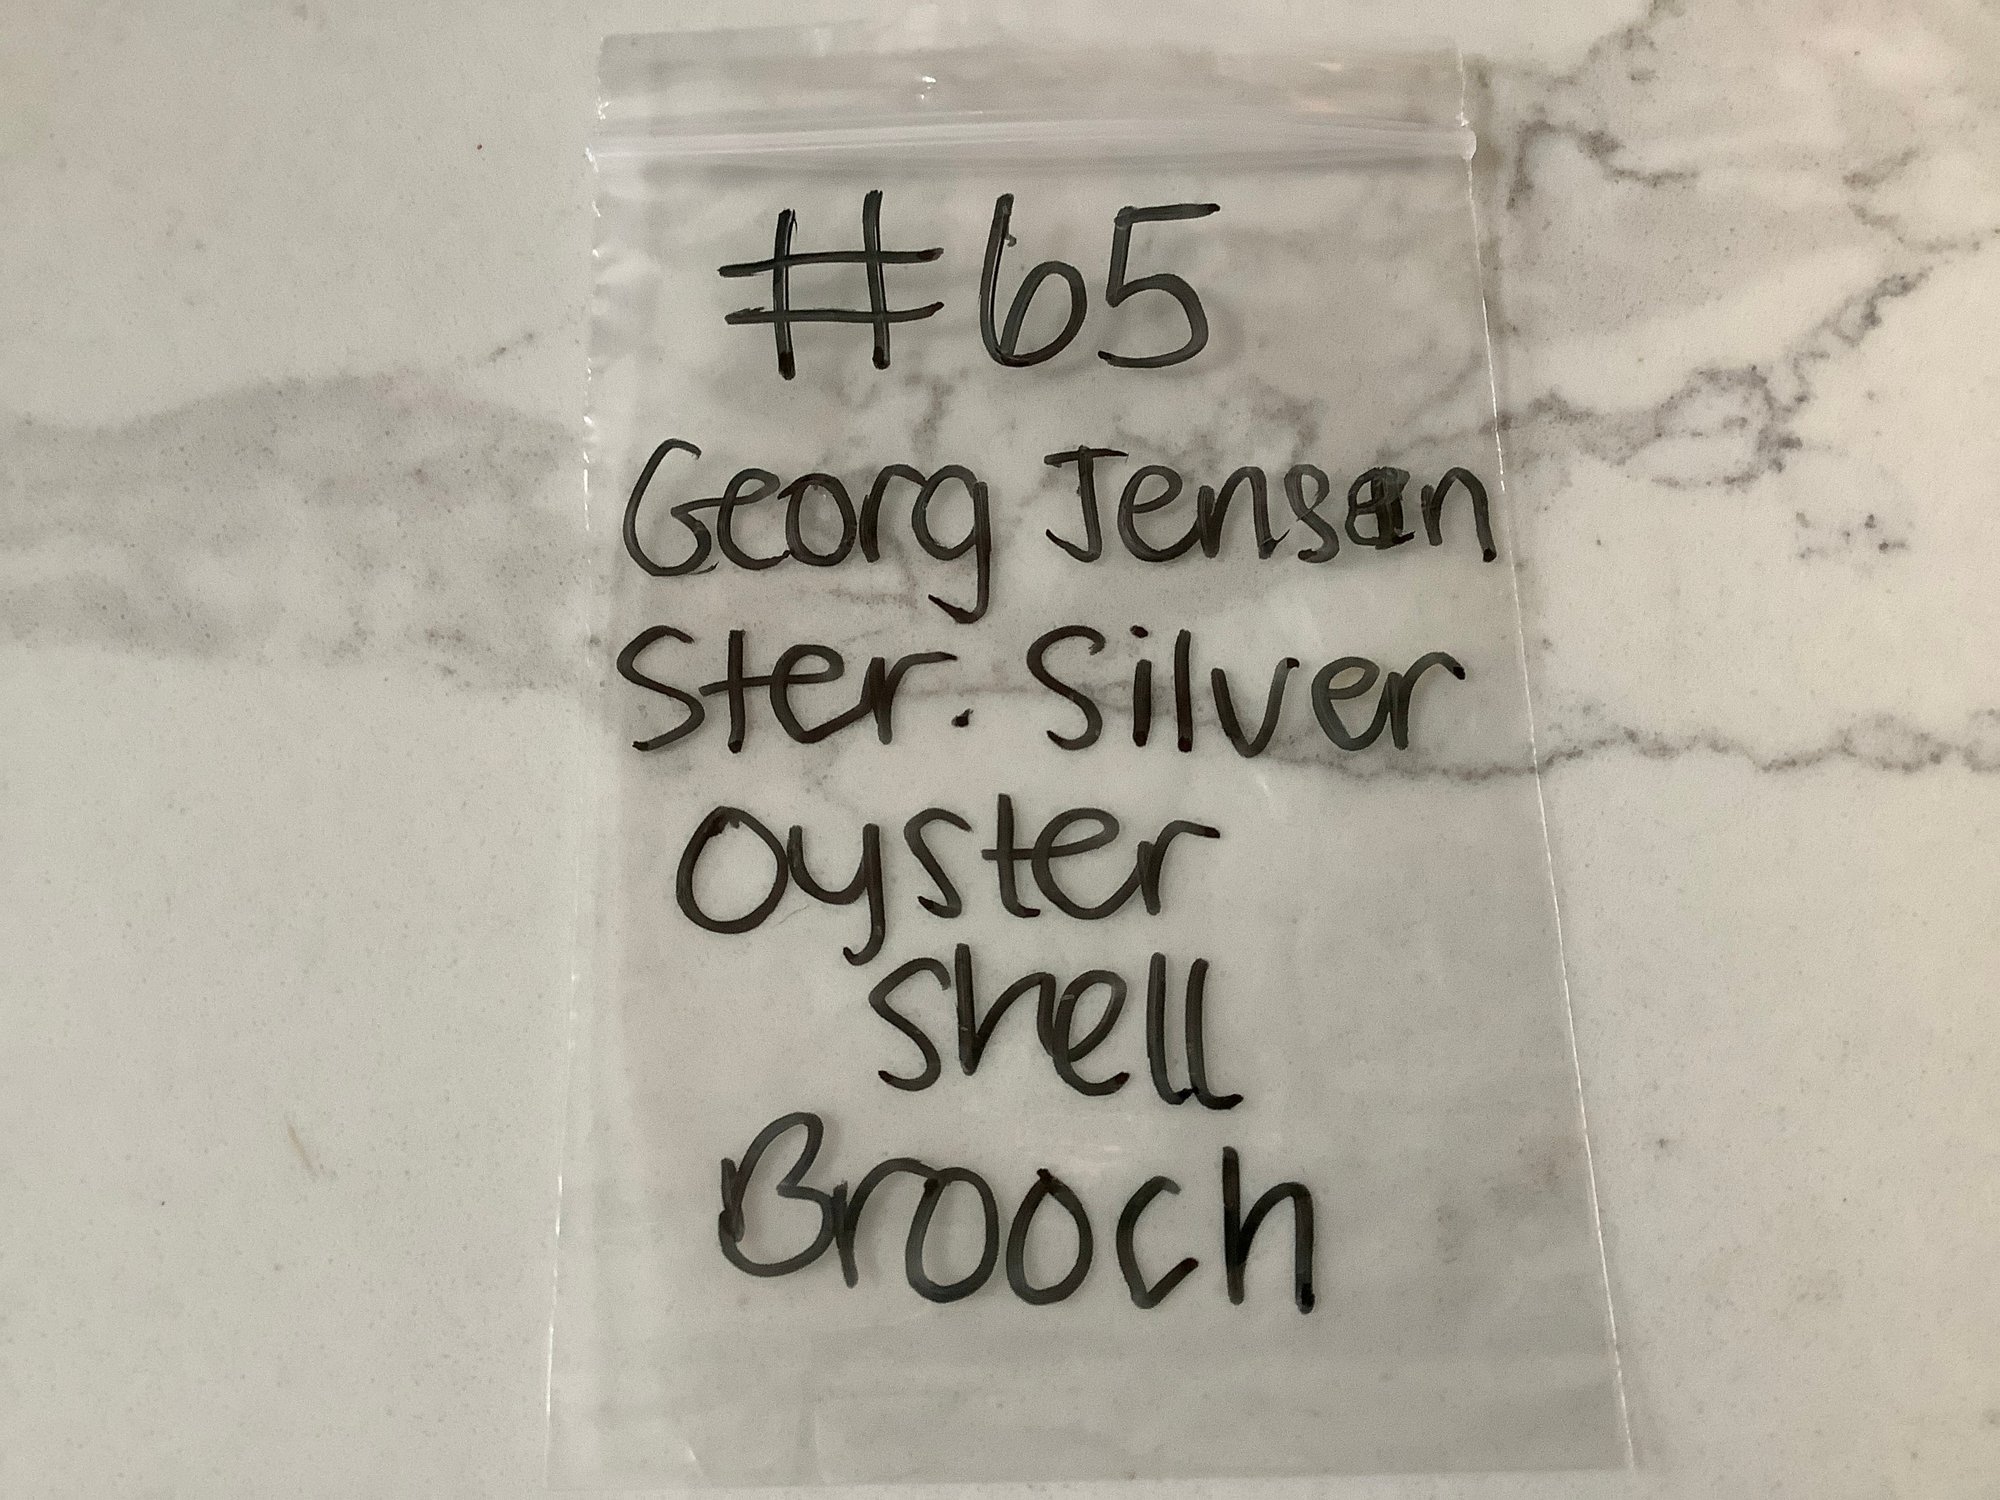 #65
Georg Jensen
Ster. Silver
Oyster
Shell
Brooch